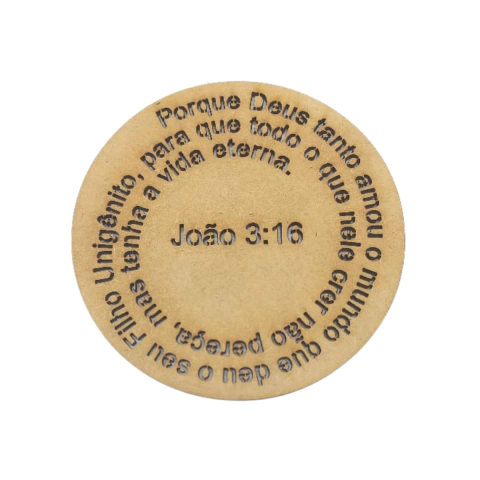 Porque Deus tanto amou o mundo que deu o seu Filho Unigênito, para que todo o que nele crer não pereça, mas tenha a vida eterna.
João 3:16